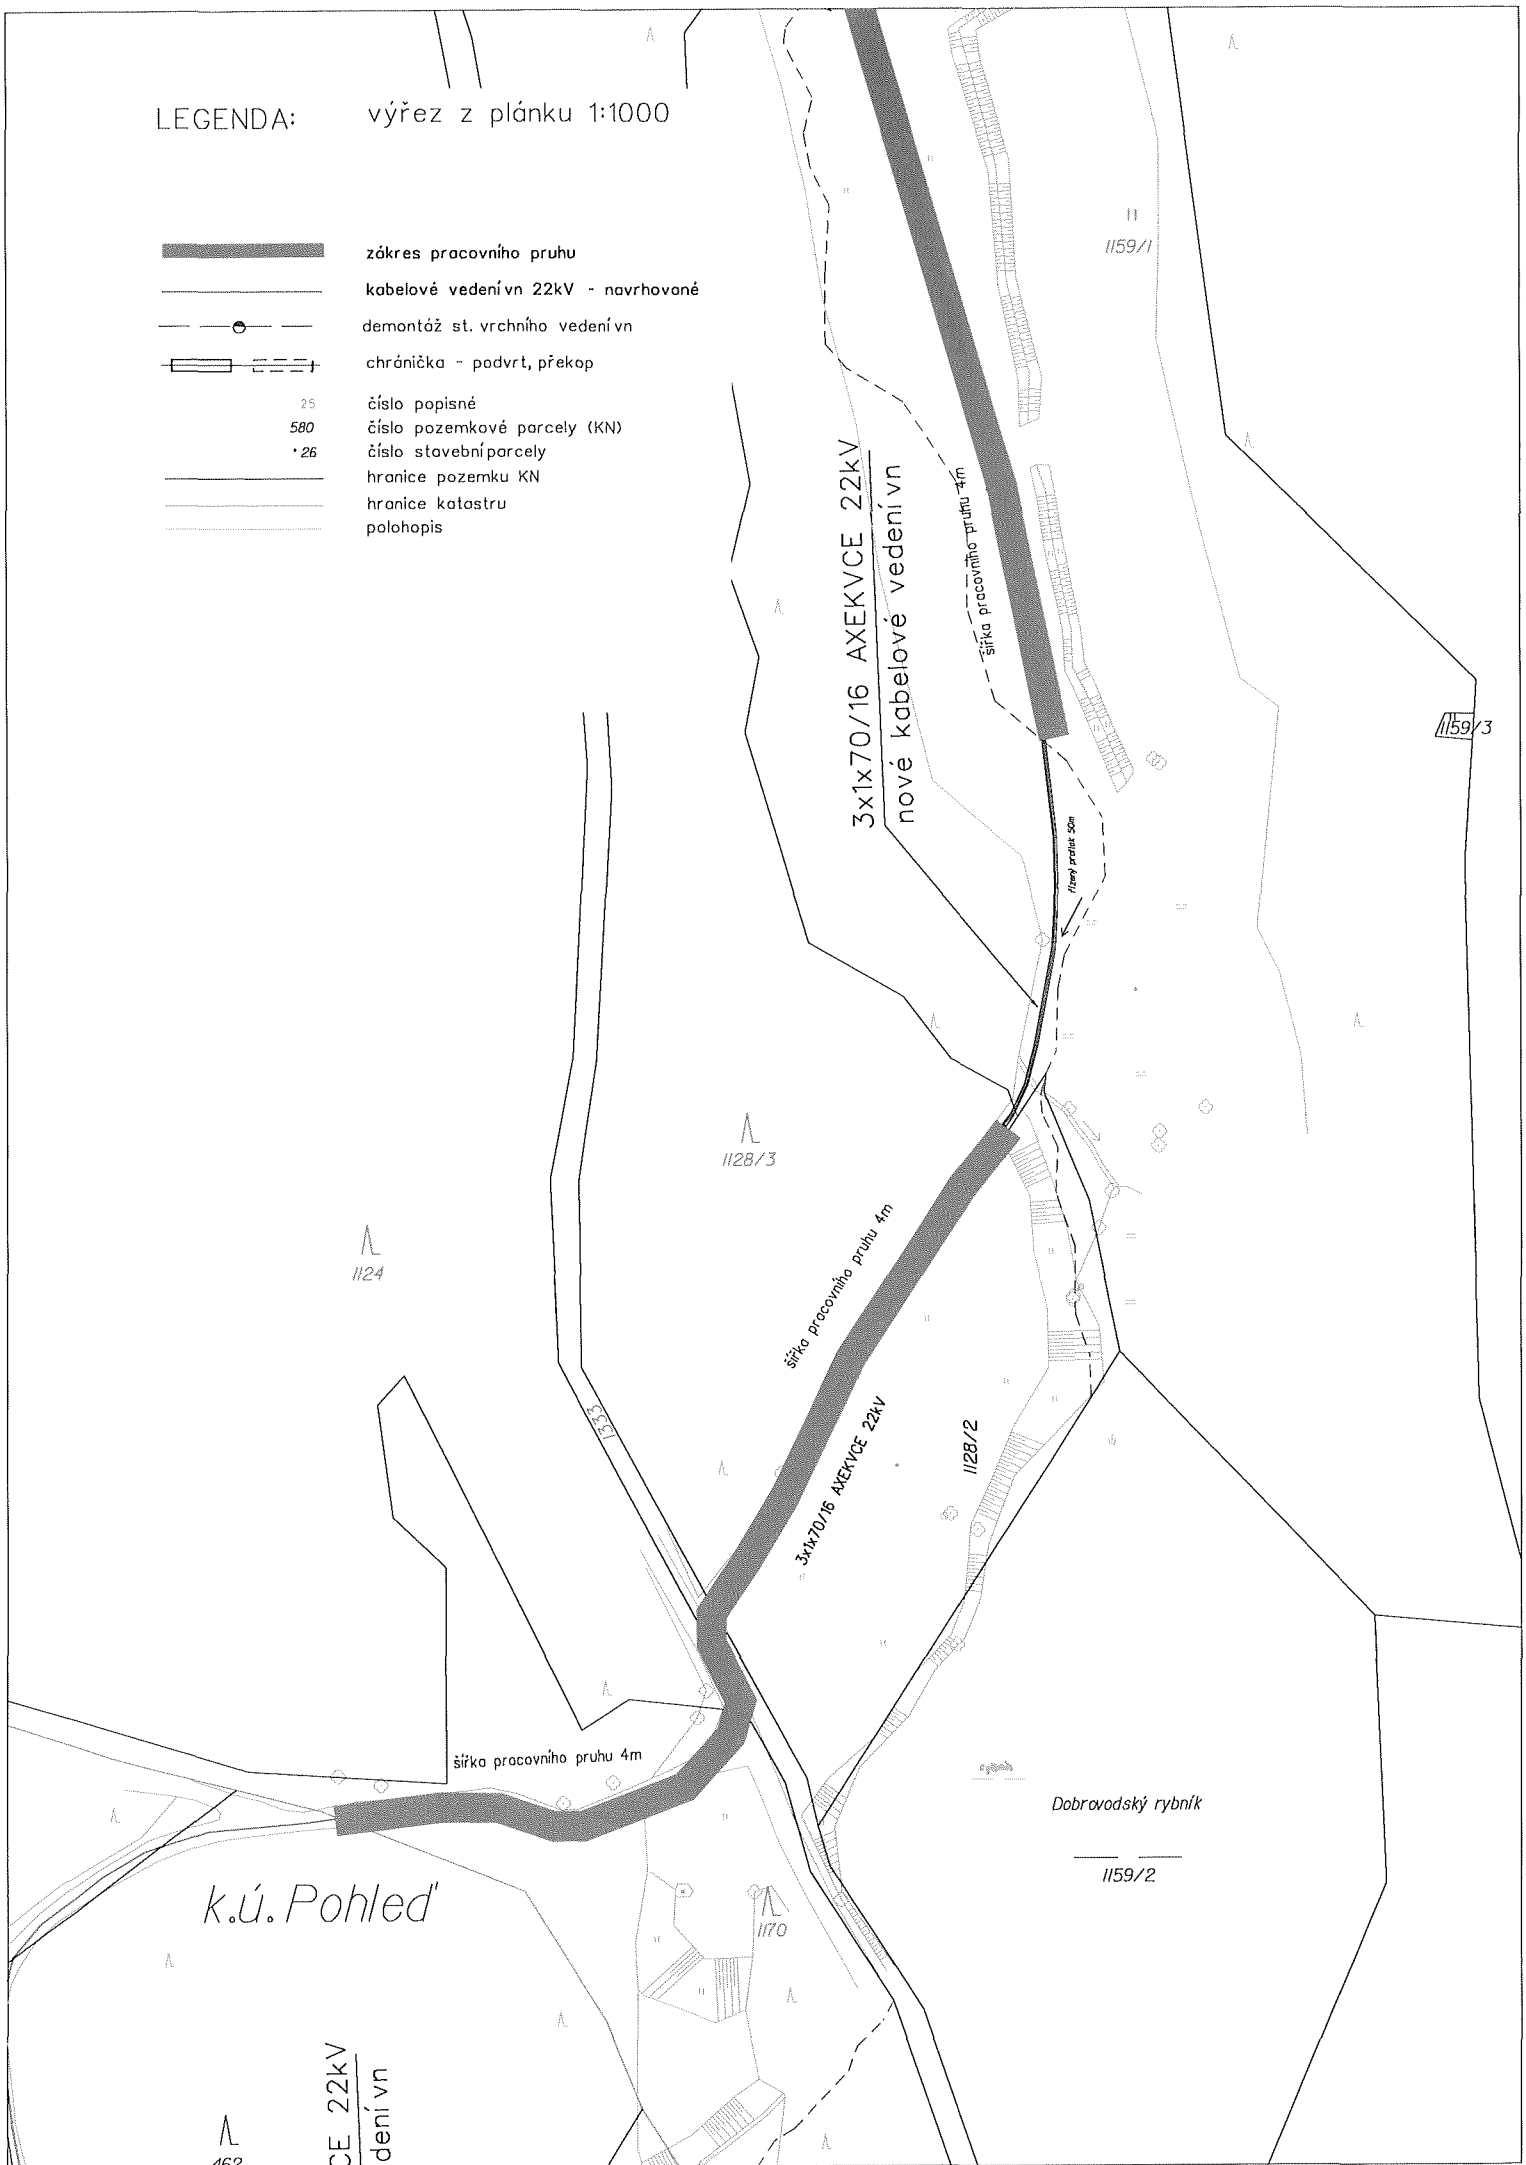 LEGENDA: výřez z plánku 1:1000
zákres pracovního pruhu
kabelové vedení vn 22kV - navrhované
demontáž st. vrchního vedení vn
chránička - podvrt, překop
25 číslo popisné
580 číslo pozemkové parcely (KN)
*26 číslo stavební parcely
hranice pozemku KN
hranice katastru
polohopis
1159/1
3x1x70/16 AXEKVCE 22kV
nové kabelové vedení vn
šířka pracovního pruhu 4m
1159/3
řízený protlak 50m
1128/3
1124
šířka pracovního pruhu 4m
1333
3x1x70/16 AXEKVCE 22kV
1128/2
šířka pracovního pruhu 4m
rybník
Dobrovodský rybník
1159/2
k.ú. Pohleď
1170
CE 22kV
dení vn
462